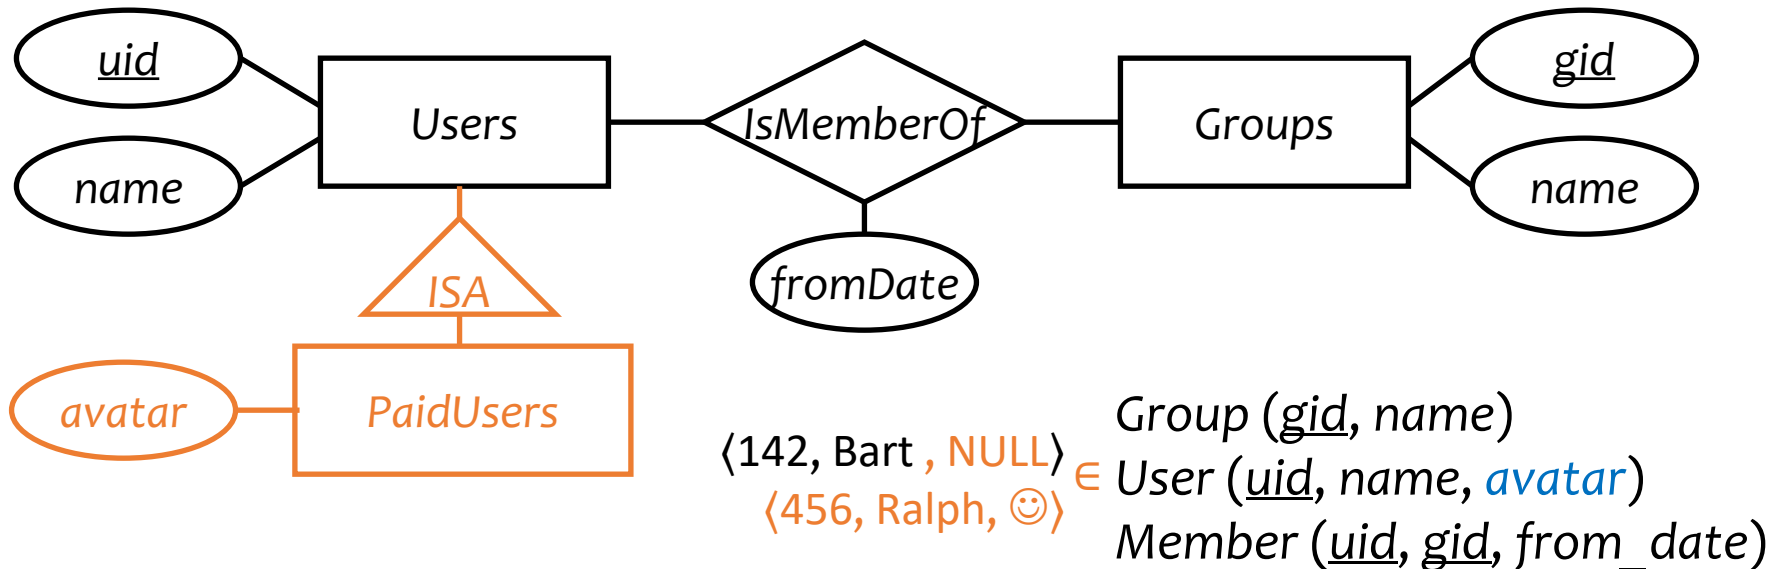 uid
name
Users
IsMemberOf
fromDate
Groups
gid
name
ISA
avatar
PaidUsers
⟨142, Bart , NULL⟩
⟨456, Ralph, ☺⟩
∈
Group (gid, name)
User (uid, name, avatar)
Member (uid, gid, from_date)